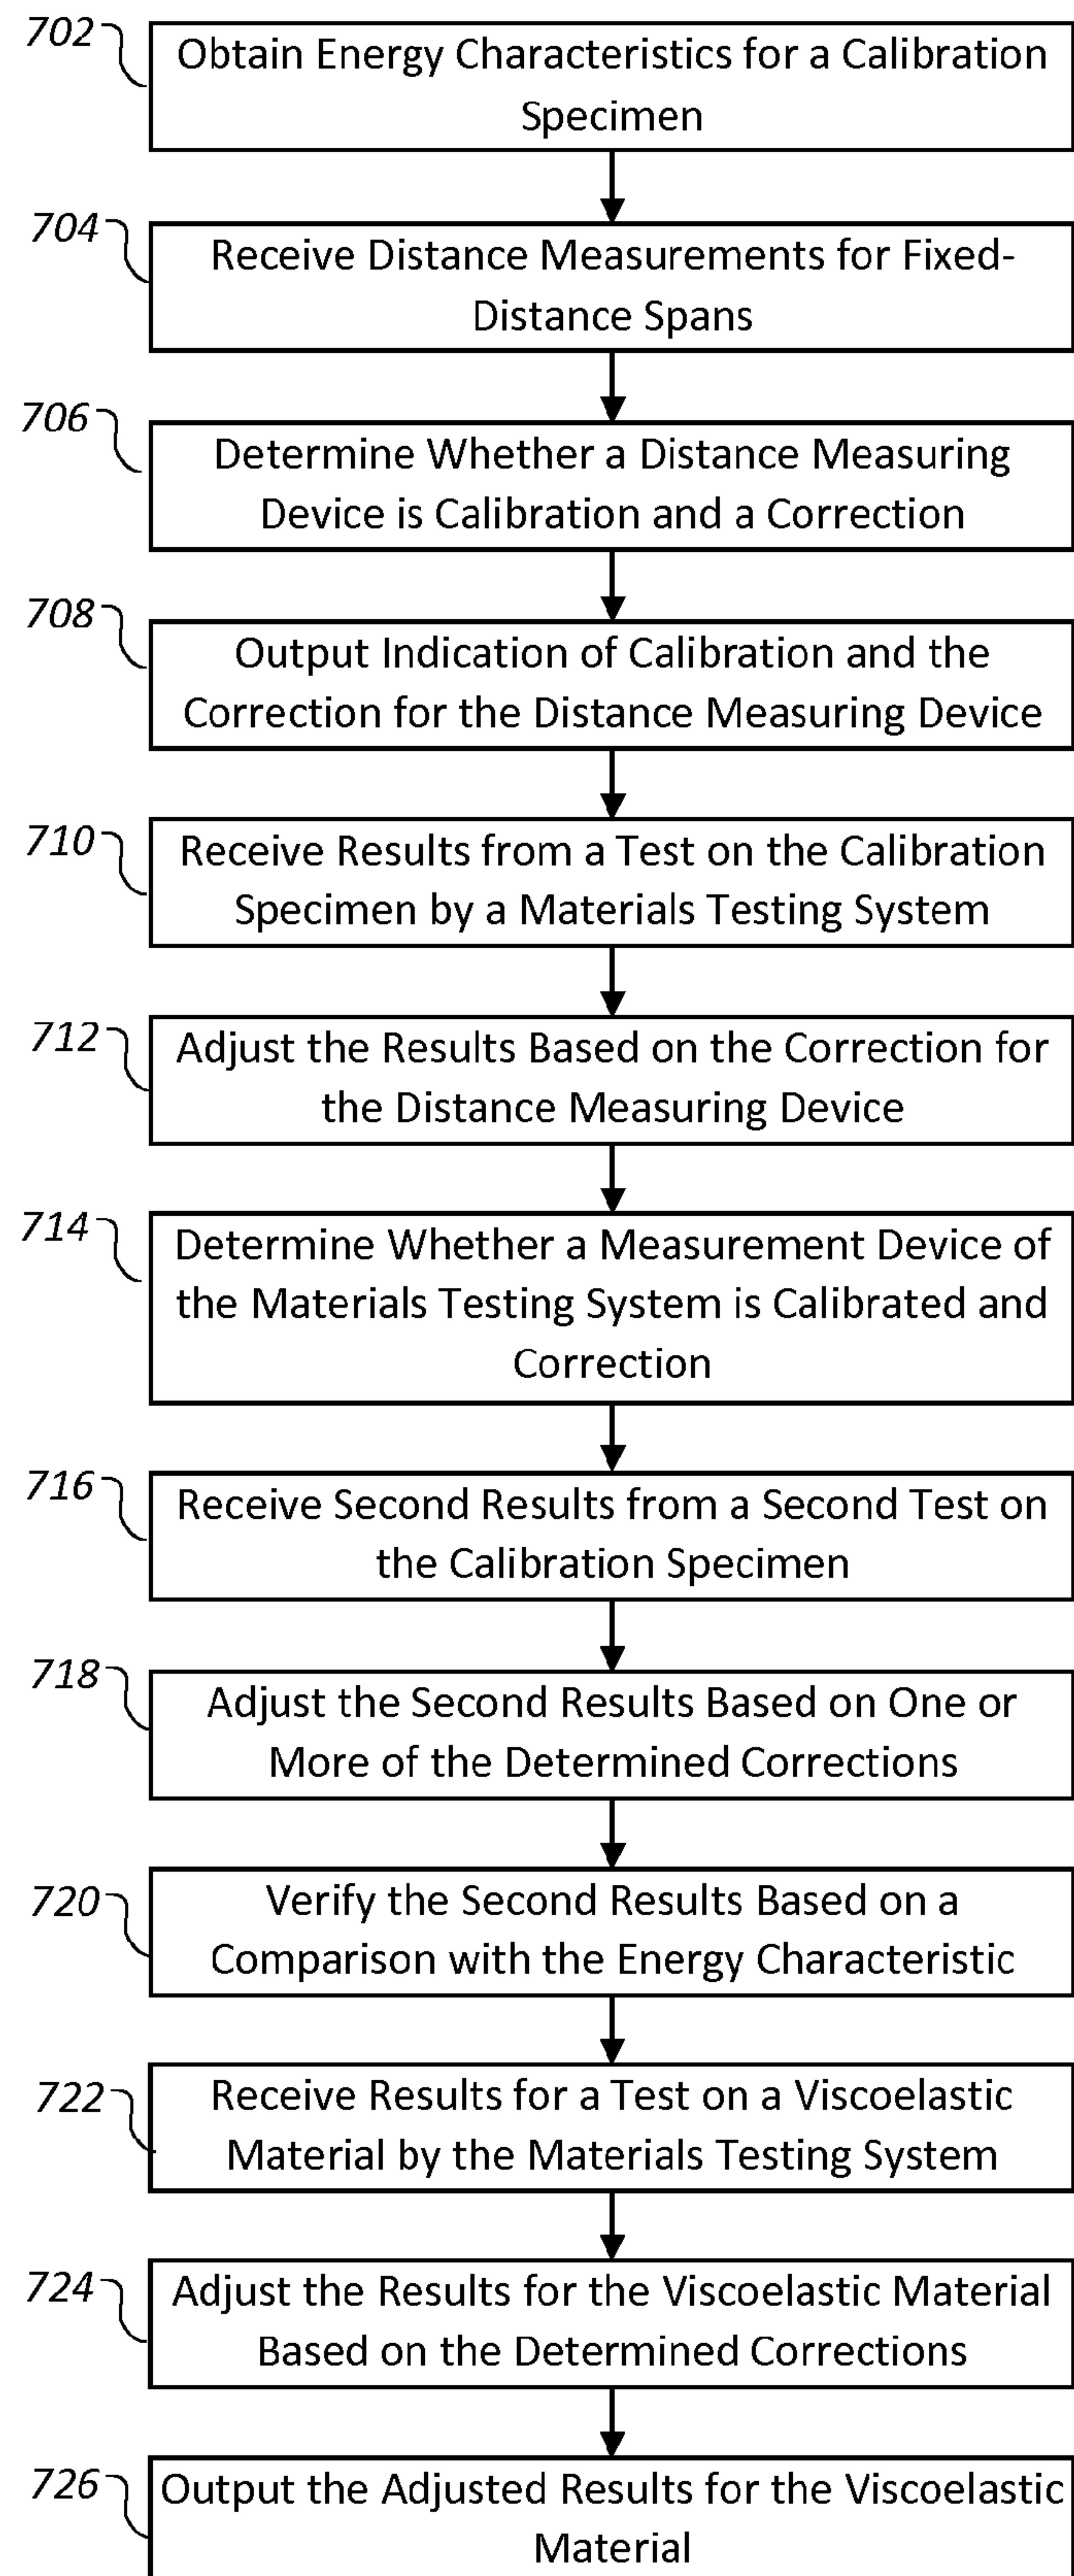 702
Obtain Energy Characteristics for a Calibration
Specimen
704
Receive Distance Measurements for Fixed-
Distance Spans
706
Determine Whether a Distance Measuring
Device is Calibration and a Correction
708
Output Indication of Calibration and the
Correction for the Distance Measuring Device
710
Receive Results from a Test on the Calibration
Specimen by a Materials Testing System
712
Adjust the Results Based on the Correction for
the Distance Measuring Device
714
Determine Whether a Measurement Device of
the Materials Testing System is Calibrated and
Correction
716
Receive Second Results from a Second Test on
the Calibration Specimen
718
Adjust the Second Results Based on One or
More of the Determined Corrections
720
Verify the Second Results Based on a
Comparison with the Energy Characteristic
722
Receive Results for a Test on a Viscoelastic
Material by the Materials Testing System
724
Adjust the Results for the Viscoelastic Material
Based on the Determined Corrections
726
Output the Adjusted Results for the Viscoelastic
Material